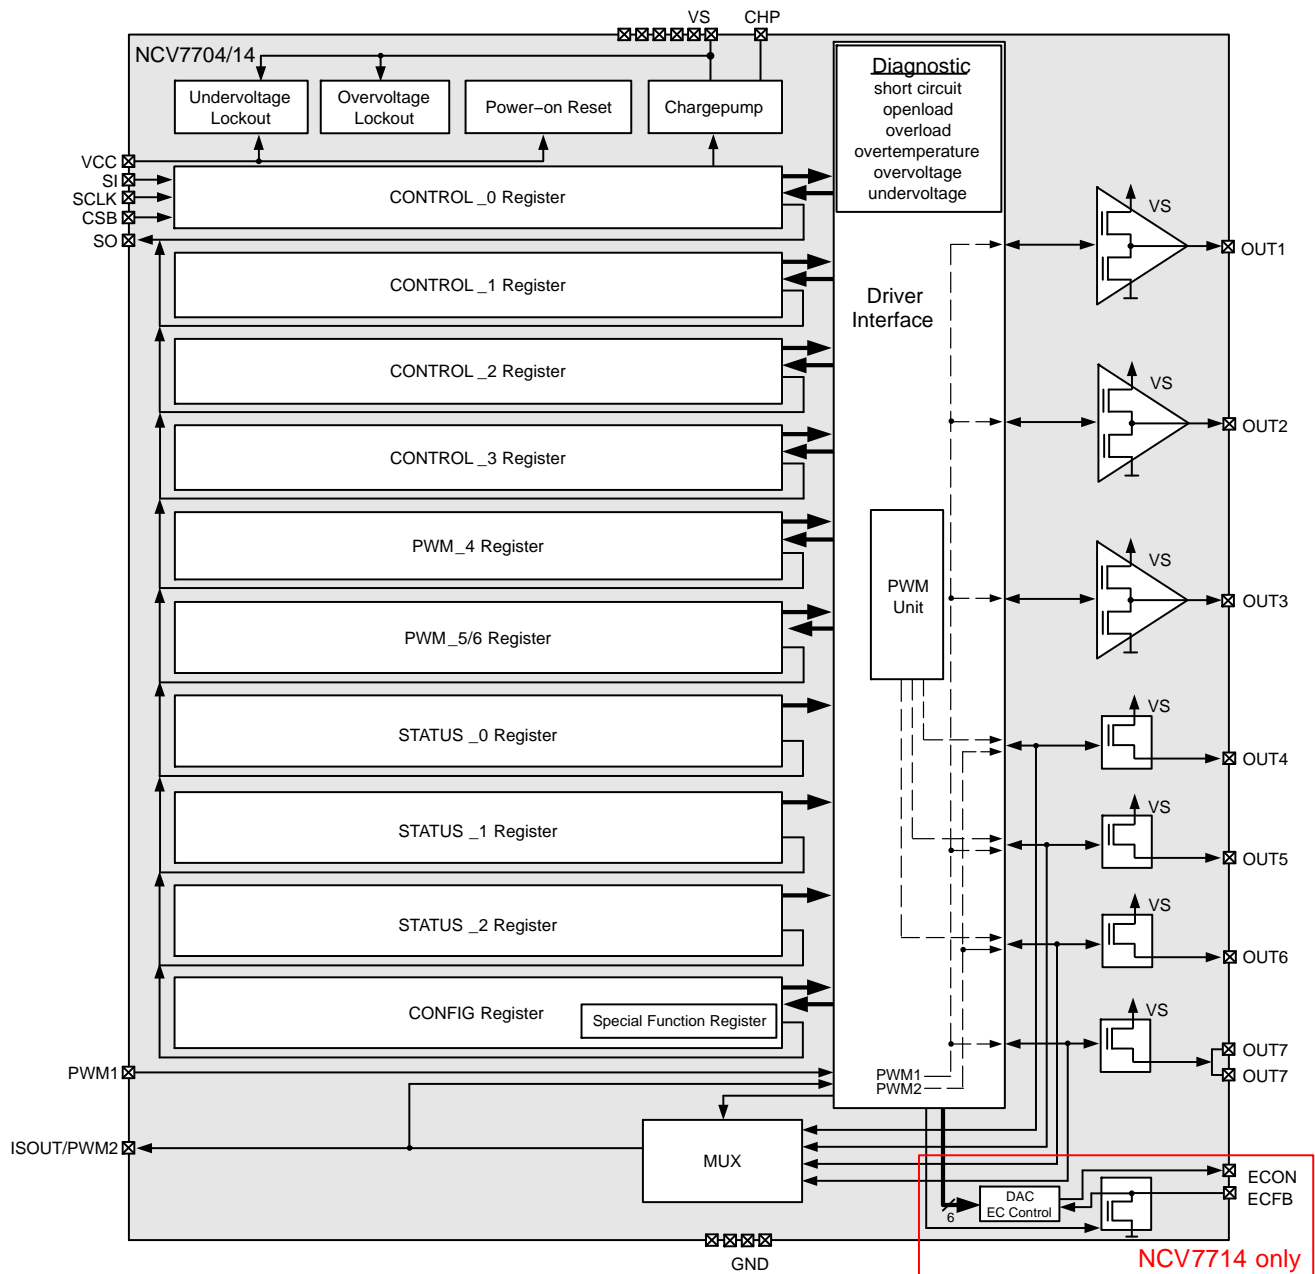 VS
CHP
NCV7704/14
Undervoltage
Lockout
Overvoltage
Lockout
Power−on Reset
Chargepump
Diagnostic
short circuit
openload
overload
overtemperature
overvoltage
undervoltage
VCC
SI
SCLK
CSB
SO
CONTROL _0 Register
CONTROL _1 Register
CONTROL _2 Register
CONTROL _3 Register
PWM _4 Register
PWM _5/6 Register
STATUS _0 Register
STATUS _1 Register
STATUS _2 Register
CONFIG Register
Special Function Register
Driver
Interface
PWM
Unit
PWM1
PWM2
VS
OUT1
VS
OUT2
VS
OUT3
VS
OUT4
VS
OUT5
VS
OUT6
VS
OUT7
OUT7
PWM1
ISOUT/PWM2
MUX
6
DAC
EC Control
ECON
ECFB
GND
NCV7714 only